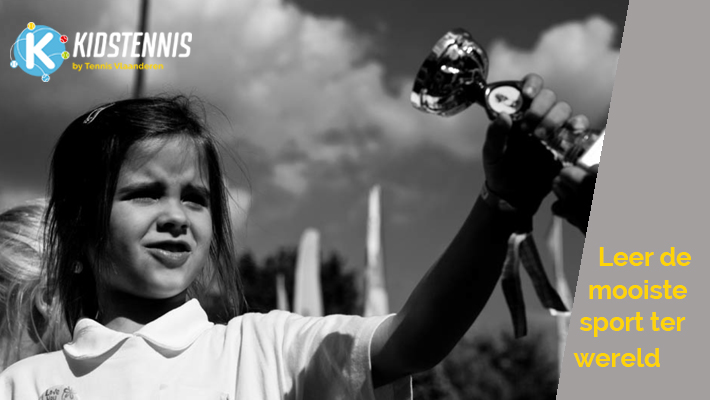 KIDSTENNIS
by Tennis Vlaanderen
Leer de
mooiste
sport ter
wereld